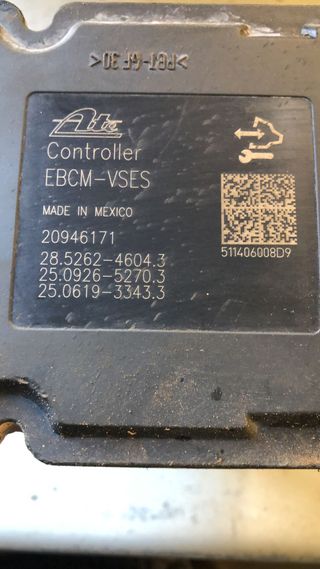 >PBT-GF30<
Ate
Controller
EBCM-VSES
MADE IN MEXICO
20946171
28.5262-4604.3
25.0926-5270.3
25.0619-3343.3
511406008D9